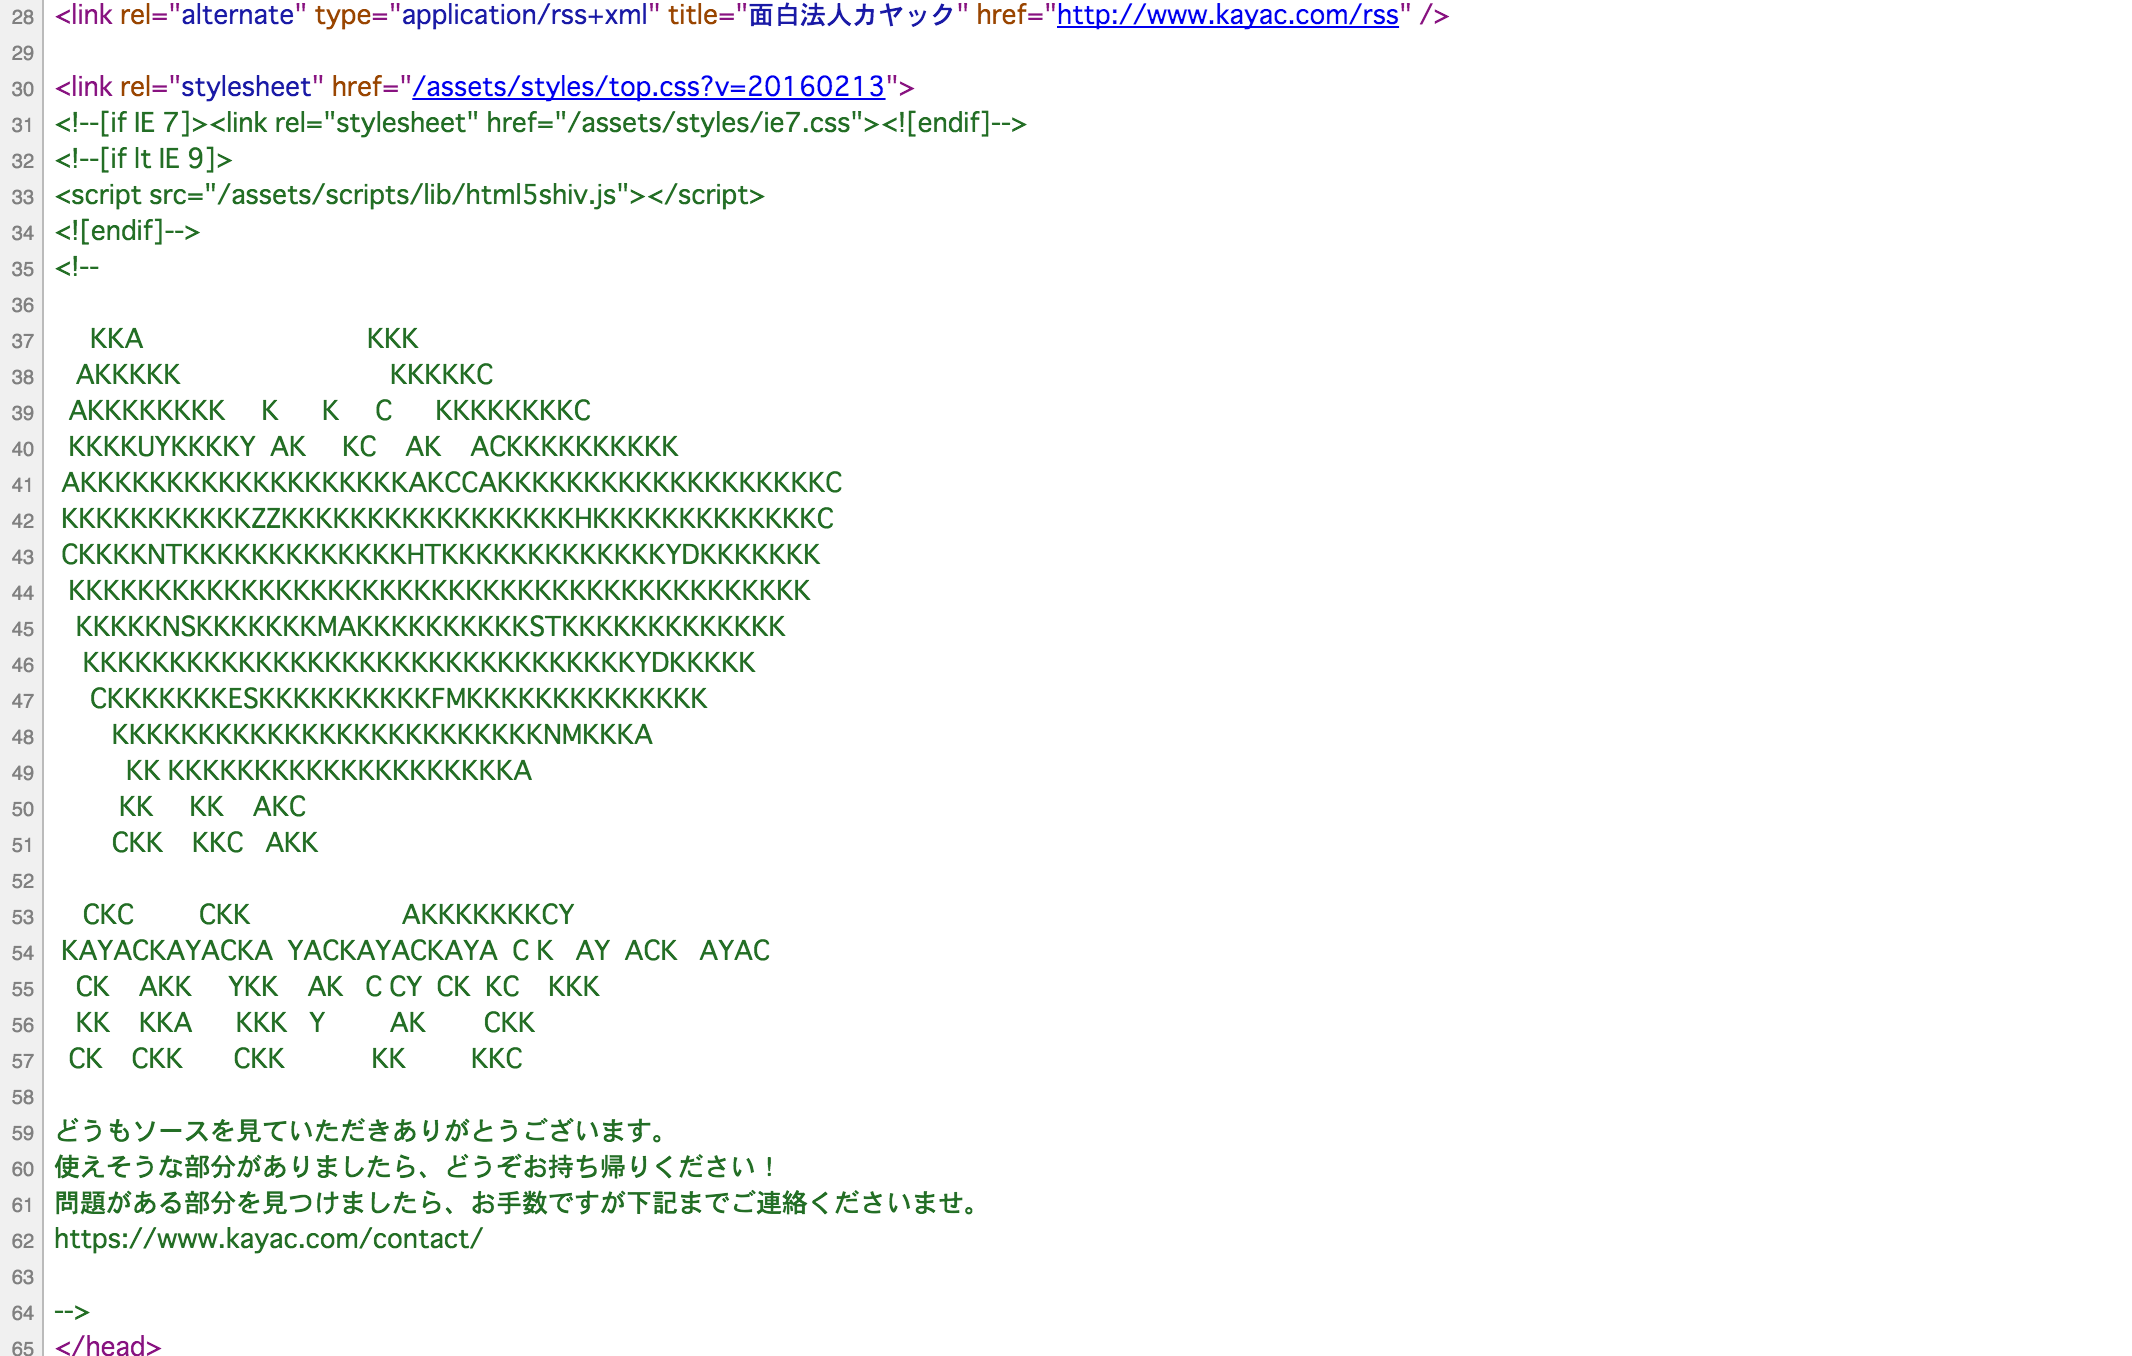 28 <link rel="alternate" type="application/rss+xml" title="面白法人カヤック" href="http://www.kayac.com/rss" />
29
30 <link rel="stylesheet" href="/assets/styles/top.css?v=20160213">
31 <!--[if IE 7]><link rel="stylesheet" href="/assets/styles/ie7.css"><![endif]-->
32 <!--[if lt IE 9]>
33 <script src="/assets/scripts/lib/html5shiv.js"></script>
34 <![endif]-->
35 <!--
36
37 KKA KKK
38 AKKKKK KKKKKC
39 AKKKKKKKK K K C KKKKKKKKC
40 KKKKUYKKKKY AK KC AK ACKKKKKKKKKK
41 AKKKKKKKKKKKKKKKKKKKAKCCAKKKKKKKKKKKKKKKKKKKC
42 KKKKKKKKKKKZZKKKKKKKKKKKKKKKKKHKKKKKKKKKKKKKC
43 CKKKKNTKKKKKKKKKKKKKHTKKKKKKKKKKKKKYDKKKKKKK
44 KKKKKKKKKKKKKKKKKKKKKKKKKKKKKKKKKKKKKKKKKKK
45 KKKKKNSKKKKKKKMAKKKKKKKKKKSTKKKKKKKKKKKKK
46 KKKKKKKKKKKKKKKKKKKKKKKKKKKKKKKKYDKKKKK
47 CKKKKKKKESKKKKKKKKKKFMKKKKKKKKKKKKKK
48 KKKKKKKKKKKKKKKKKKKKKKKKKNMKKKA
49 KK KKKKKKKKKKKKKKKKKKKKA
50 KK KK AKC
51 CKK KKC AKK
52
53 CKC CKK AKKKKKKKCY
54 KAYACKAYACKA YACKAYACKAYA C K AY ACK AYAC
55 CK AKK YKK AK C CY CK KC KKK
56 KK KKA KKK Y AK CKK
57 CK CKK CKK KK KKC
58
59 どうもソースを見ていただきありがとうございます。
60 使えそうな部分がありましたら、どうぞお持ち帰りください！
61 問題がある部分を見つけましたら、お手数ですが下記までご連絡くださいませ。
62 https://www.kayac.com/contact/
63
64 -->
65 </head>